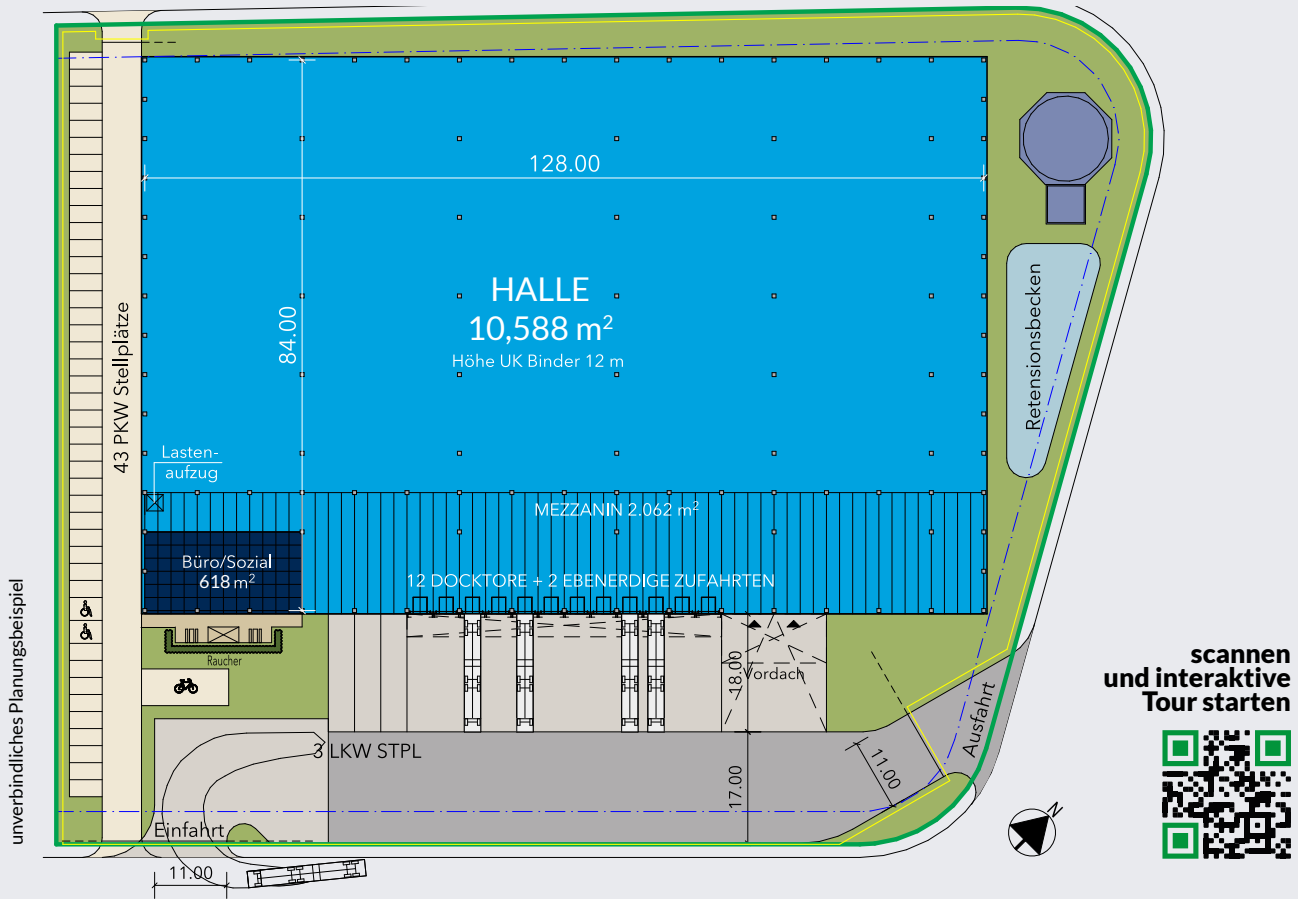 128.00
HALLE
10,588 m²
Höhe UK Binder 12 m
84.00
43 PKW Stellplätze
Lasten-
aufzug
MEZZANIN 2.062 m²
Büro/Sozial
618 m²
12 DOCKTORE + 2 EBENERDIGE ZUFAHRTEN
Retensionsbecken
Raucher
18.00
Vordach
3 LKW STPL
17.00
11.00
Ausfahrt
Einfahrt
11.00
N
unverbindliches Planungsbeispiel
scannen
und interaktive
Tour starten